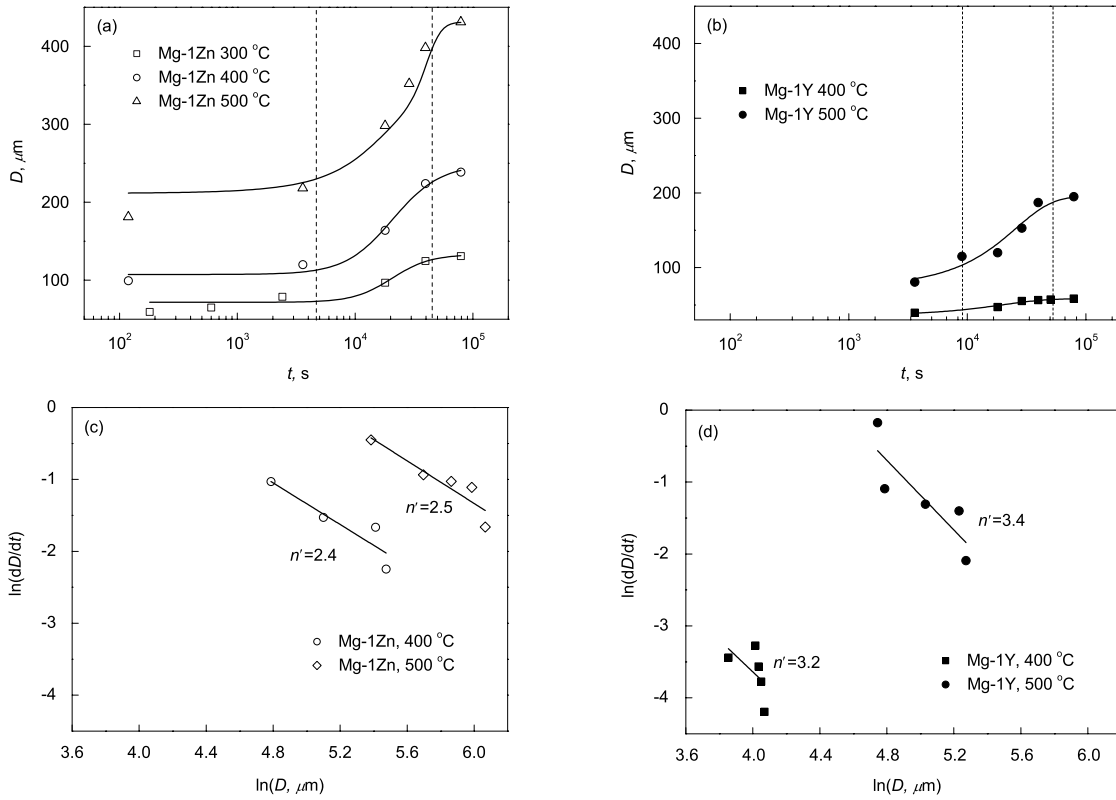 (a)
Mg-1Zn 300 °C
Mg-1Zn 400 °C
Mg-1Zn 500 °C
400
300
200
100
D, μm
10² 10³ 10⁴ 10⁵
t, s
(b)
Mg-1Y 400 °C
Mg-1Y 500 °C
400
300
200
100
D, μm
10² 10³ 10⁴ 10⁵
t, s
(c)
0
-1
-2
-3
-4
ln(dD/dt)
n′=2.5
n′=2.4
Mg-1Zn, 400 °C
Mg-1Zn, 500 °C
3.6 4.0 4.4 4.8 5.2 5.6 6.0
ln(D, μm)
(d)
0
-1
-2
-3
-4
ln(dD/dt)
n′=3.4
n′=3.2
Mg-1Y, 400 °C
Mg-1Y, 500 °C
3.6 4.0 4.4 4.8 5.2 5.6 6.0
ln(D, μm)